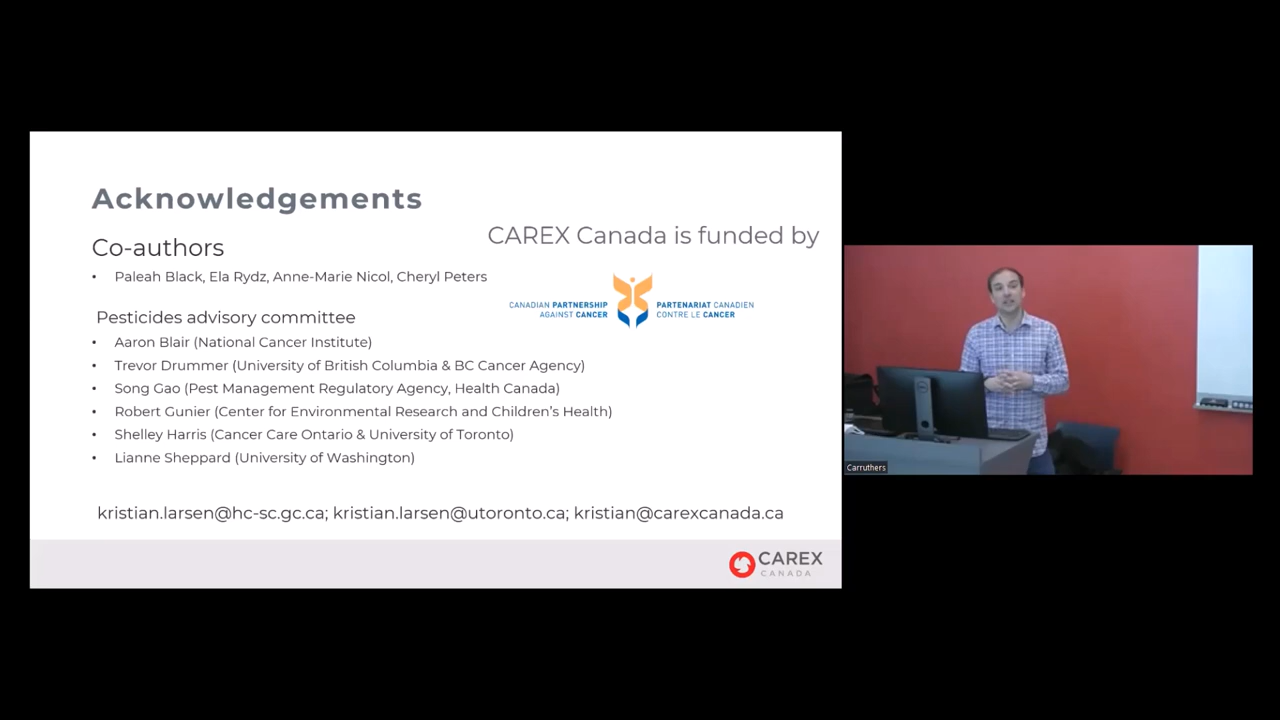 Acknowledgements
Co-authors
• Paleah Black, Ela Rydz, Anne-Marie Nicol, Cheryl Peters
Pesticides advisory committee
• Aaron Blair (National Cancer Institute)
• Trevor Drummer (University of British Columbia & BC Cancer Agency)
• Song Gao (Pest Management Regulatory Agency, Health Canada)
• Robert Gunier (Center for Environmental Research and Children's Health)
• Shelley Harris (Cancer Care Ontario & University of Toronto)
• Lianne Sheppard (University of Washington)
CAREX Canada is funded by
CANADIAN PARTNERSHIP
AGAINST CANCER
PARTENARIAT CANADIEN
CONTRE LE CANCER
kristian.larsen@hc-sc.gc.ca; kristian.larsen@utoronto.ca; kristian@carexcanada.ca
CAREX
CANADA
Carruthers